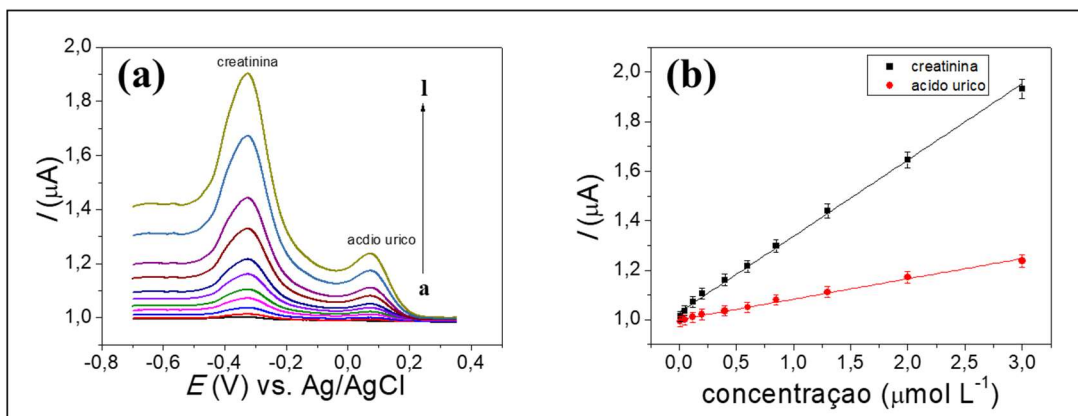 (a)
creatinina
acdio urico
l
a
2,0
1,8
1,6
1,4
1,2
1,0
I (μA)
-0,8 -0,6 -0,4 -0,2 0,0 0,2 0,4
E (V) vs. Ag/AgCl
(b)
creatinina
acido urico
2,0
1,8
1,6
1,4
1,2
1,0
I (μA)
0,0 0,5 1,0 1,5 2,0 2,5 3,0
concentraçao (μmol L⁻¹)